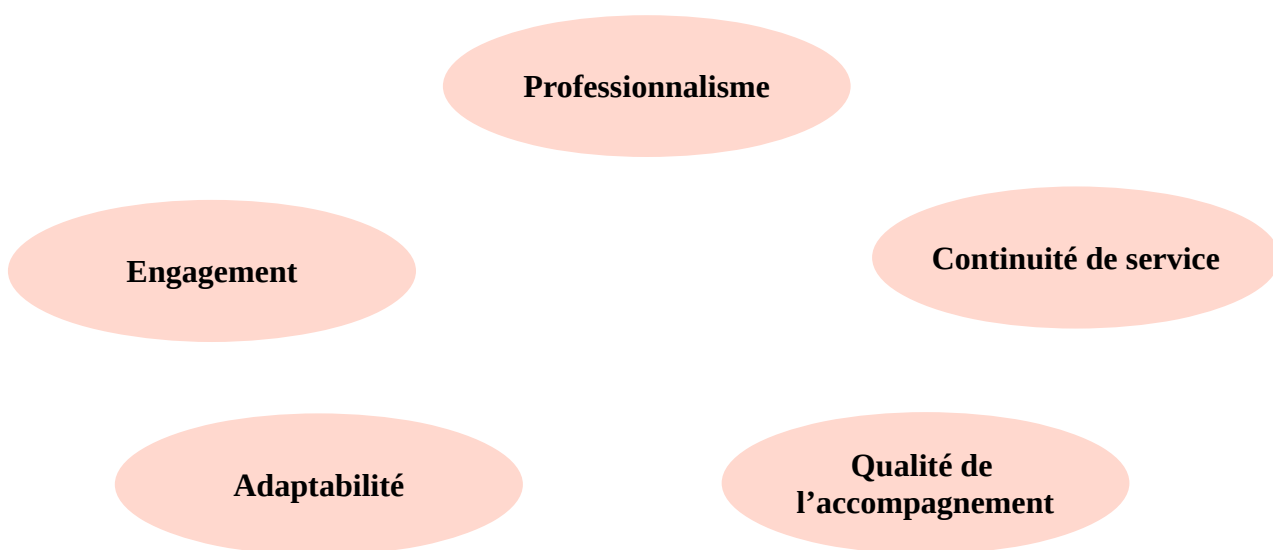 Professionnalisme
Engagement
Continuité de service
Adaptabilité
Qualité de
l’accompagnement